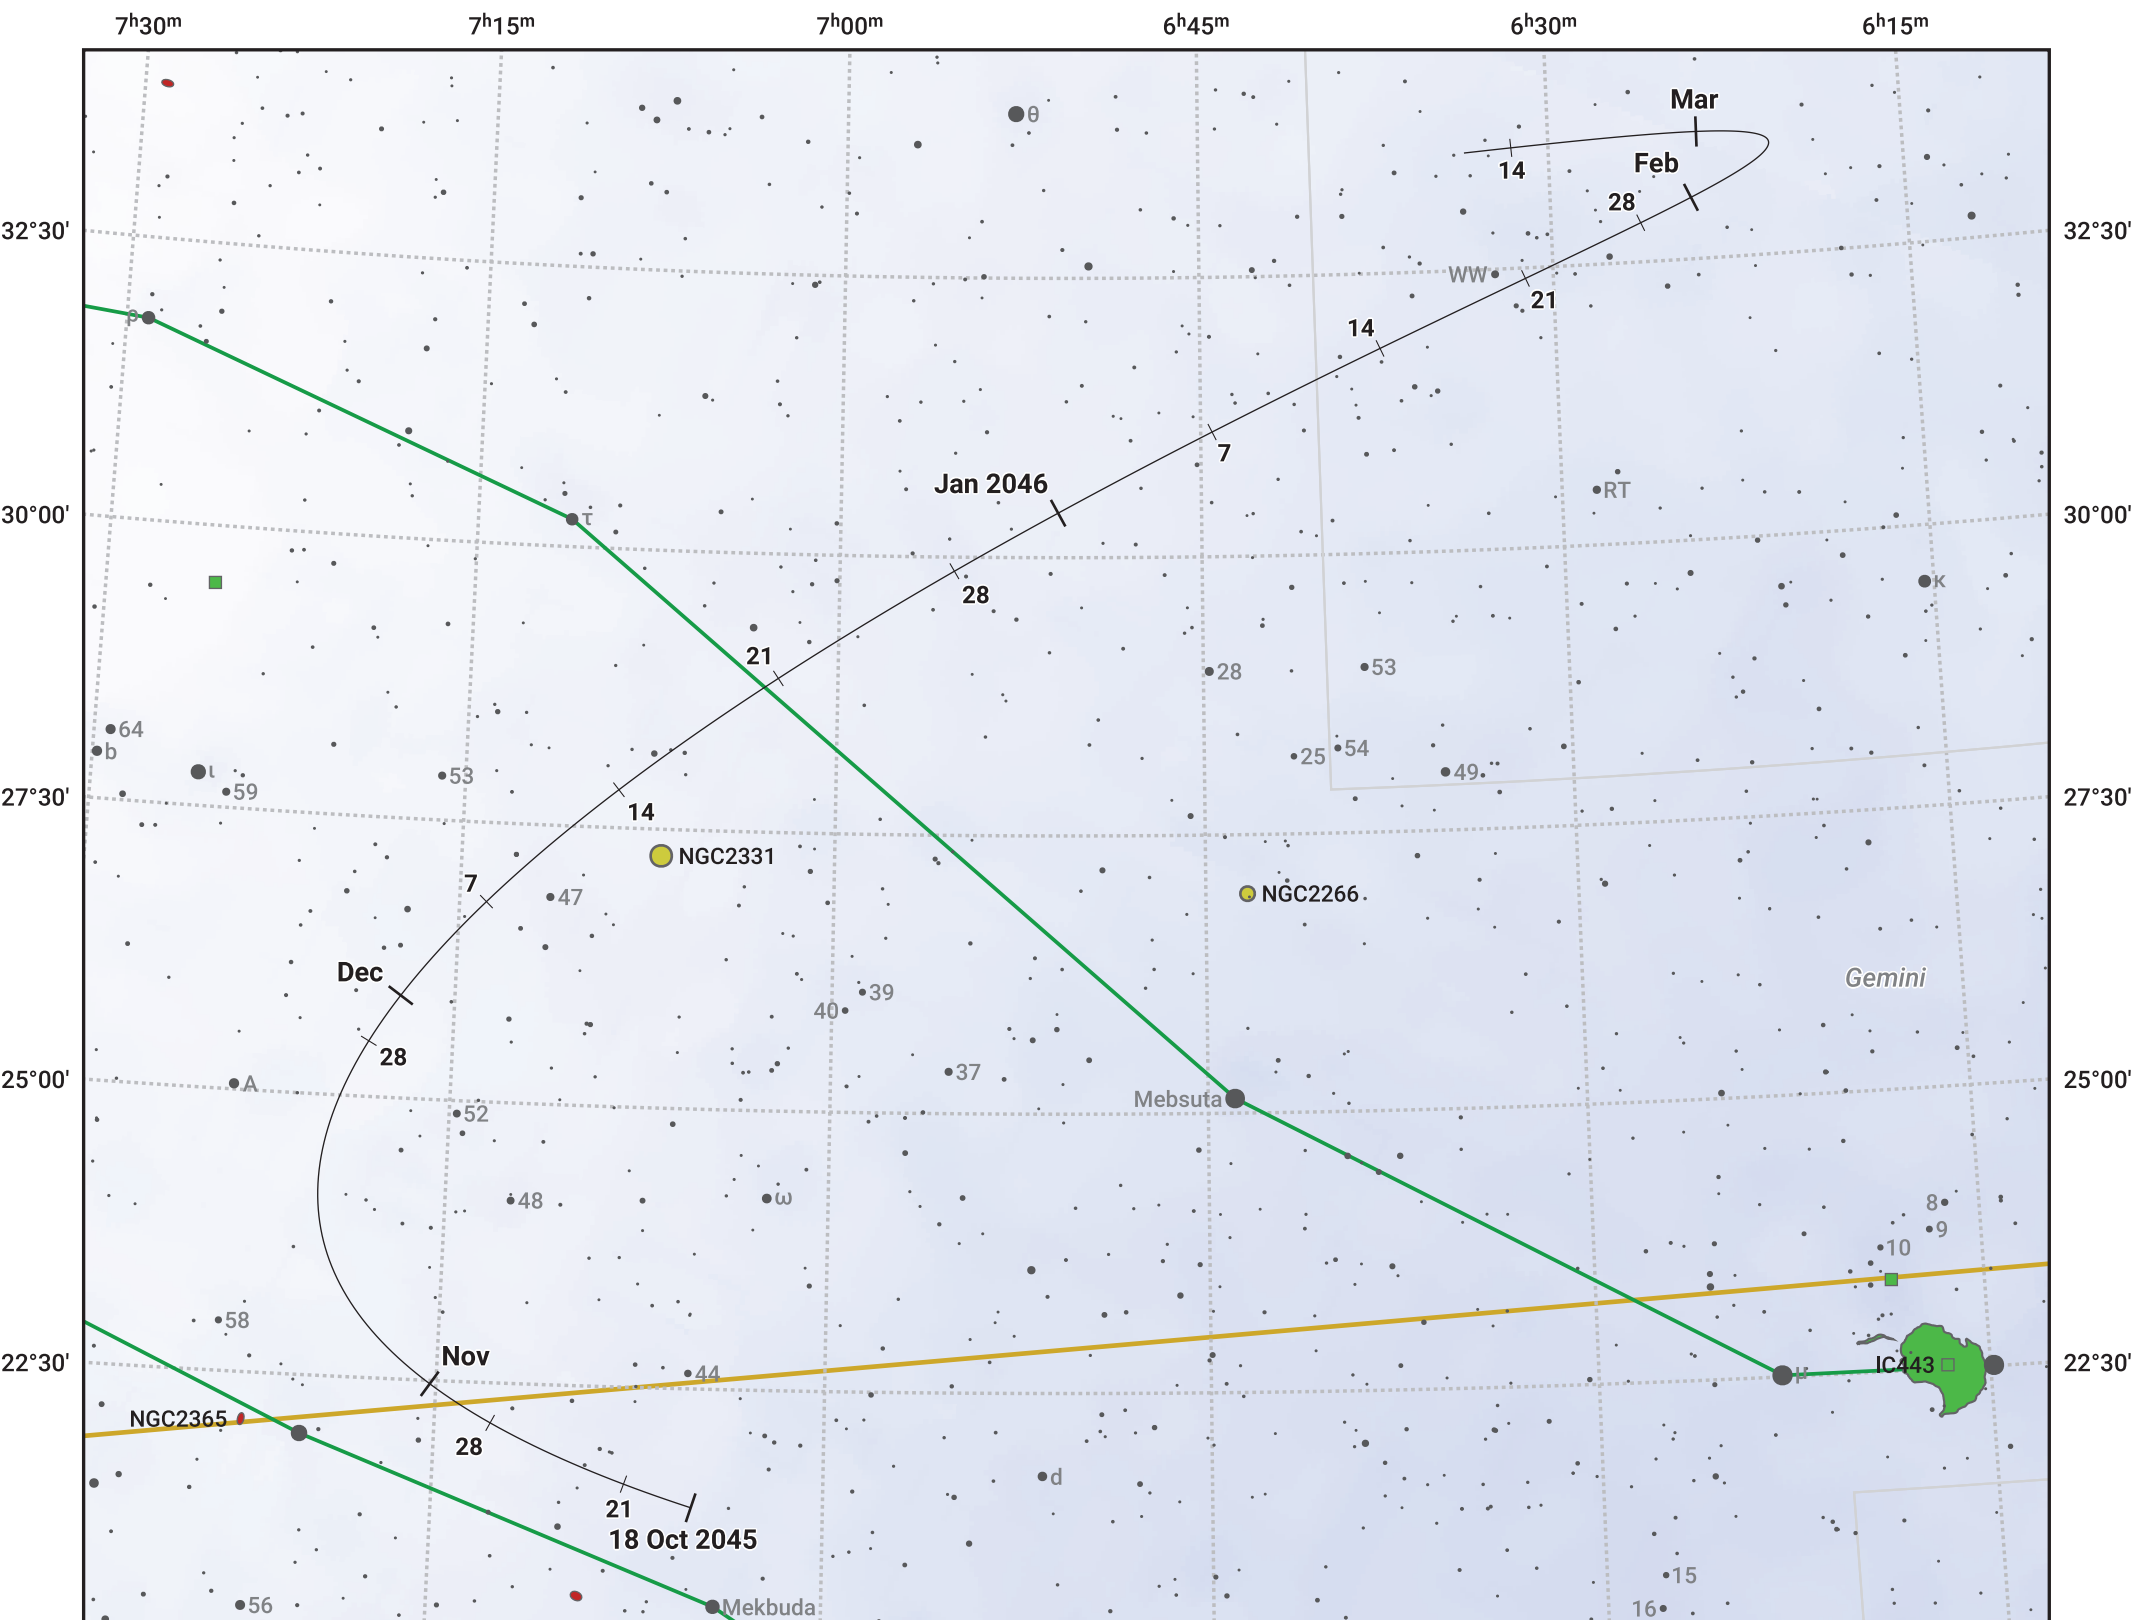 7h30m 7h15m 7h00m 6h45m 6h30m 6h15m
Mar
θ
Feb
14
28
32°30' 32°30'
WW
21
ρ
14
7
Jan 2046
RT
30°00' τ 30°00'
28
κ
21
28 53
64
b
25 54
ι 53 49
59
27°30' 27°30'
14
NGC2331
7
47 NGC2266
Dec
Gemini
39
40
28
37
25°00' A 25°00'
Mebsuta
52
48 ω 8
9
10
58
Nov
22°30' 44 μ IC443 22°30'
NGC2365
28
d
21
18 Oct 2045
15
56 Mekbuda 16